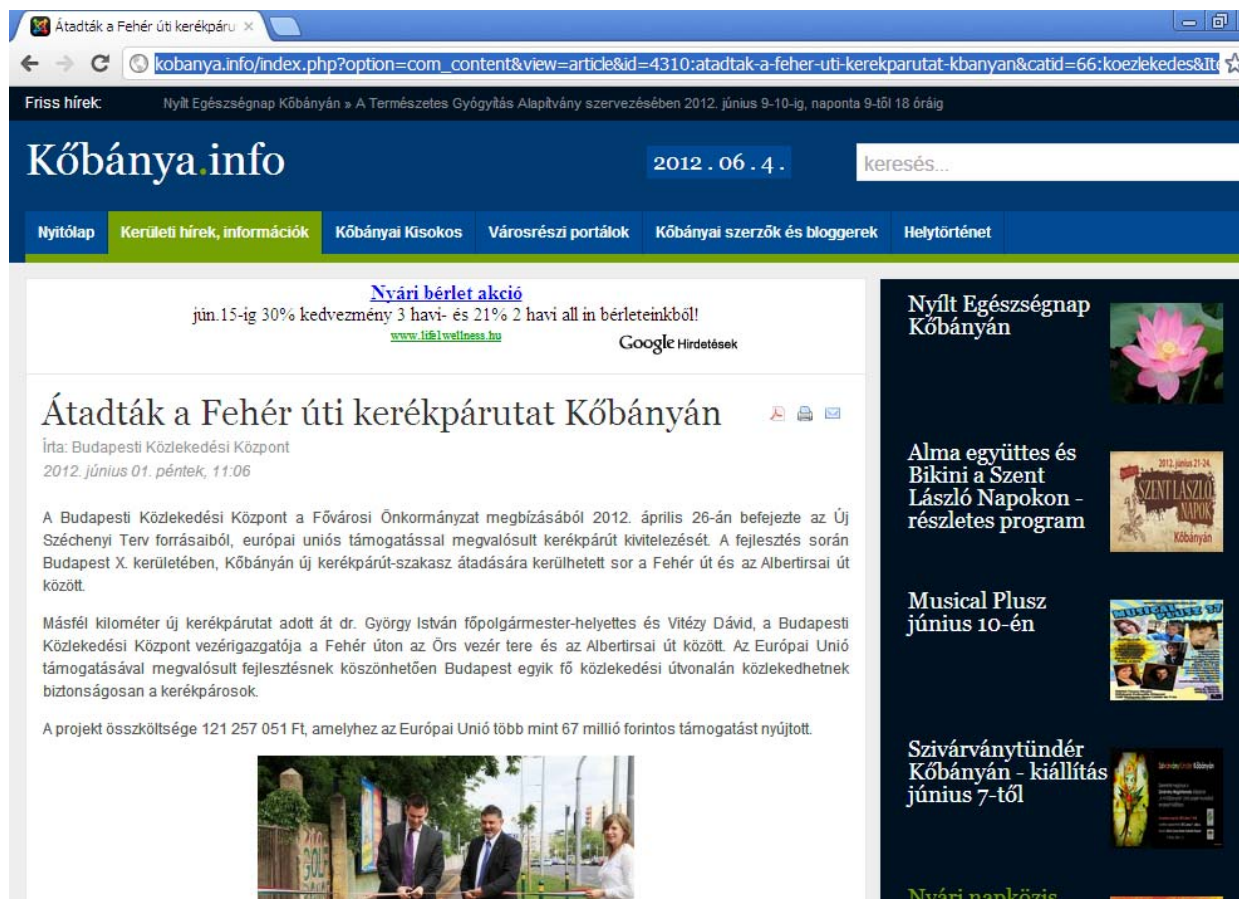 Átadták a Fehér úti kerékpáru
kobanya.info/index.php?option=com_content&view=article&id=4310:atadtak-a-feher-uti-kerekparutat-kbanyan&catid=66:koezlekedes&Ite
Friss hírek: Nyílt Egészségnap Kőbányán » A Természetes Gyógyítás Alapítvány szervezésében 2012. június 9-10-ig, naponta 9-től 18 óráig
Kőbánya.info
2012 . 06 . 4 .
keresés...
Nyitólap Kerületi hírek, információk Kőbányai Kisokos Városrészi portálok Kőbányai szerzők és bloggerek Helytörténet
Nyári bérlet akció
jún.15-ig 30% kedvezmény 3 havi- és 21% 2 havi all in bérleteinkből!
www.life1wellness.hu
Google Hirdetések
Átadták a Fehér úti kerékpárutat Kőbányán
Írta: Budapesti Közlekedési Központ
2012. június 01. péntek, 11:06
A Budapesti Közlekedési Központ a Fővárosi Önkormányzat megbízásából 2012. április 26-án befejezte az Új
Széchenyi Terv forrásaiból, európai uniós támogatással megvalósult kerékpárút kivitelezését. A fejlesztés során
Budapest X. kerületében, Kőbányán új kerékpárút-szakasz átadására kerülhetett sor a Fehér út és az Albertirsai út
között.
Másfél kilométer új kerékpárutat adott át dr. György István főpolgármester-helyettes és Vitézy Dávid, a Budapesti
Közlekedési Központ vezérigazgatója a Fehér úton az Örs vezér tere és az Albertirsai út között. Az Európai Unió
támogatásával megvalósult fejlesztésnek köszönhetően Budapest egyik fő közlekedési útvonalán közlekedhetnek
biztonságosan a kerékpárosok.
A projekt összköltsége 121 257 051 Ft, amelyhez az Európai Unió több mint 67 millió forintos támogatást nyújtott.
Nyílt Egészségnap
Kőbányán
Alma együttes és
Bikini a Szent
László Napokon -
részletes program
2012. június 21-24.
SZENT LÁSZLÓ
NAPOK
Kőbányán
Musical Plusz
június 10-én
Szivárványtündér
Kőbányán - kiállítás
június 7-től
Nyári napközis